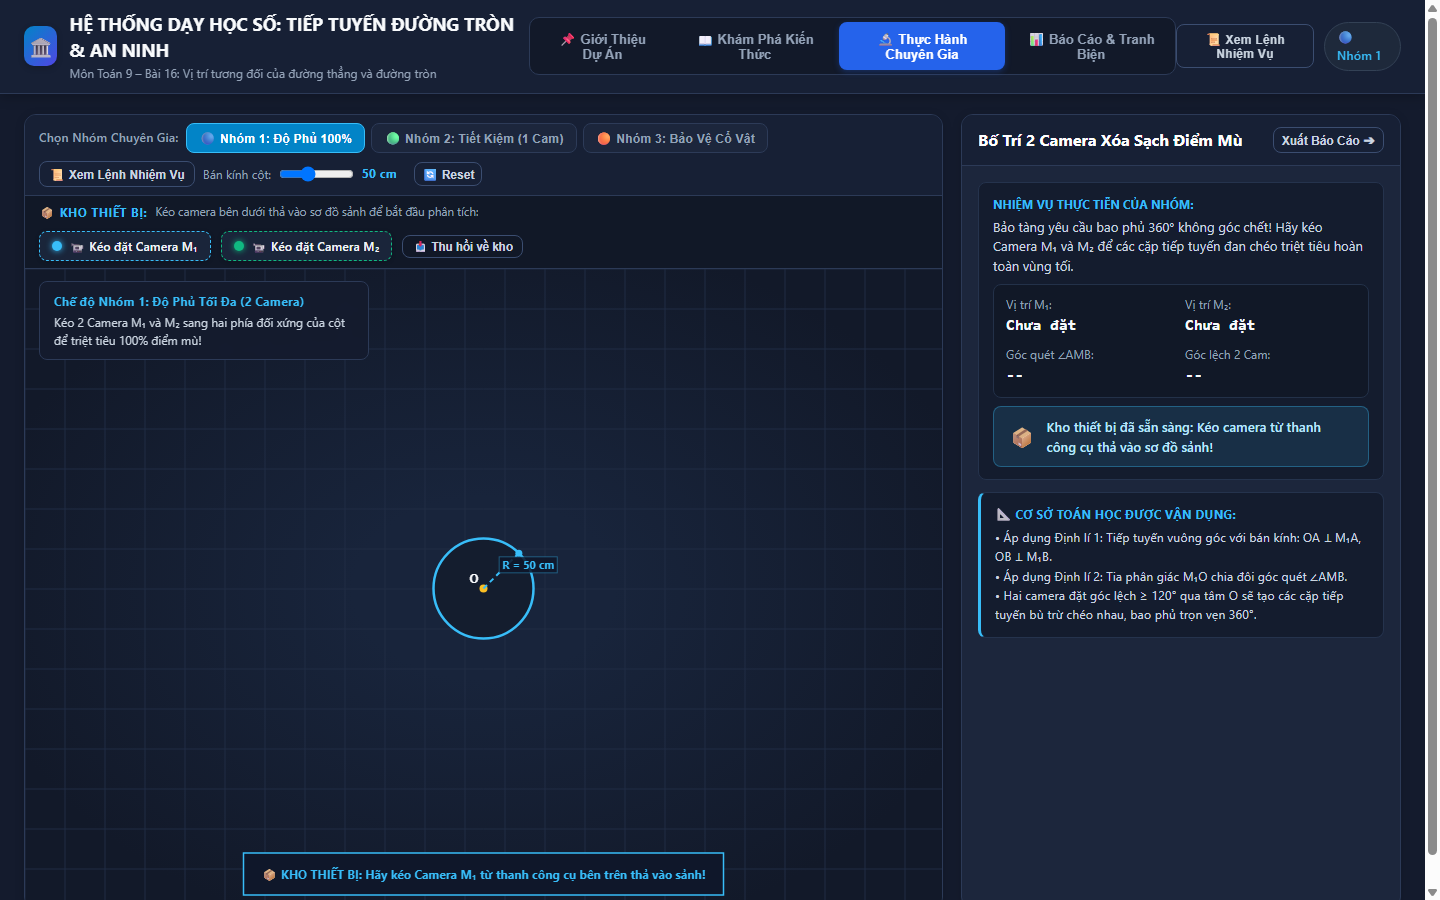 HỆ THỐNG DẠY HỌC SỐ: TIẾP TUYẾN ĐƯỜNG TRÒN
& AN NINH
Môn Toán 9 – Bài 16: Vị trí tương đối của đường thẳng và đường tròn
Giới Thiệu
Dự Án
Khám Phá Kiến
Thức
Thực Hành
Chuyên Gia
Báo Cáo & Tranh
Biện
Xem Lệnh
Nhiệm Vụ
Nhóm 1
Chọn Nhóm Chuyên Gia:
Nhóm 1: Độ Phủ 100%
Nhóm 2: Tiết Kiệm (1 Cam)
Nhóm 3: Bảo Vệ Cổ Vật
Xem Lệnh Nhiệm Vụ
Bán kính cột:
50 cm
Reset
KHO THIẾT BỊ:
Kéo camera bên dưới thả vào sơ đồ sảnh để bắt đầu phân tích:
Kéo đặt Camera M₁
Kéo đặt Camera M₂
Thu hồi về kho
Chế độ Nhóm 1: Độ Phủ Tối Đa (2 Camera)
Kéo 2 Camera M₁ và M₂ sang hai phía đối xứng của cột
để triệt tiêu 100% điểm mù!
R = 50 cm
O
KHO THIẾT BỊ: Hãy kéo Camera M₁ từ thanh công cụ bên trên thả vào sảnh!
Bố Trí 2 Camera Xóa Sạch Điểm Mù
Xuất Báo Cáo ➔
NHIỆM VỤ THỰC TIỄN CỦA NHÓM:
Bảo tàng yêu cầu bao phủ 360° không góc chết! Hãy kéo
Camera M₁ và M₂ để các cặp tiếp tuyến đan chéo triệt tiêu hoàn
toàn vùng tối.
Vị trí M₁:
Vị trí M₂:
Chưa đặt
Chưa đặt
Góc quét ∠AMB:
Góc lệch 2 Cam:
--
--
Kho thiết bị đã sẵn sàng: Kéo camera từ thanh
công cụ thả vào sơ đồ sảnh!
CƠ SỞ TOÁN HỌC ĐƯỢC VẬN DỤNG:
• Áp dụng Định lí 1: Tiếp tuyến vuông góc với bán kính: OA ⊥ M₁A,
OB ⊥ M₁B.
• Áp dụng Định lí 2: Tia phân giác M₁O chia đôi góc quét ∠AMB.
• Hai camera đặt góc lệch ≥ 120° qua tâm O sẽ tạo các cặp tiếp
tuyến bù trừ chéo nhau, bao phủ trọn vẹn 360°.